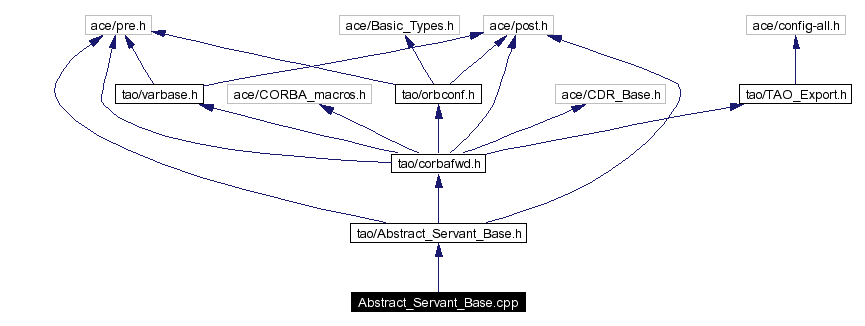 ace/pre.h
ace/Basic_Types.h
ace/post.h
ace/config-all.h
tao/varbase.h
ace/CORBA_macros.h
tao/orbconf.h
ace/CDR_Base.h
tao/TAO_Export.h
tao/corbafwd.h
tao/Abstract_Servant_Base.h
Abstract_Servant_Base.cpp